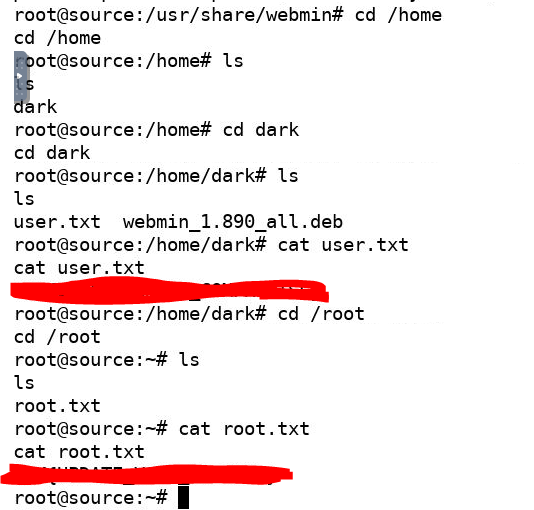 root@source:/usr/share/webmin# cd /home
cd /home
root@source:/home# ls
ls
dark
root@source:/home# cd dark
cd dark
root@source:/home/dark# ls
ls
user.txt  webmin_1.890_all.deb
root@source:/home/dark# cat user.txt
cat user.txt
root@source:/home/dark# cd /root
cd /root
root@source:~# ls
ls
root.txt
root@source:~# cat root.txt
cat root.txt
root@source:~#